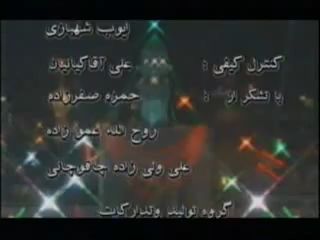 ایوب شهبازی
کنترل کیفی : علی آقاکیانیان
با تشکر از : حمزه صفرزاده
روح الله عمو زاده
علی ولی زاده چاقوچانی
گروه تولید وتدارکات